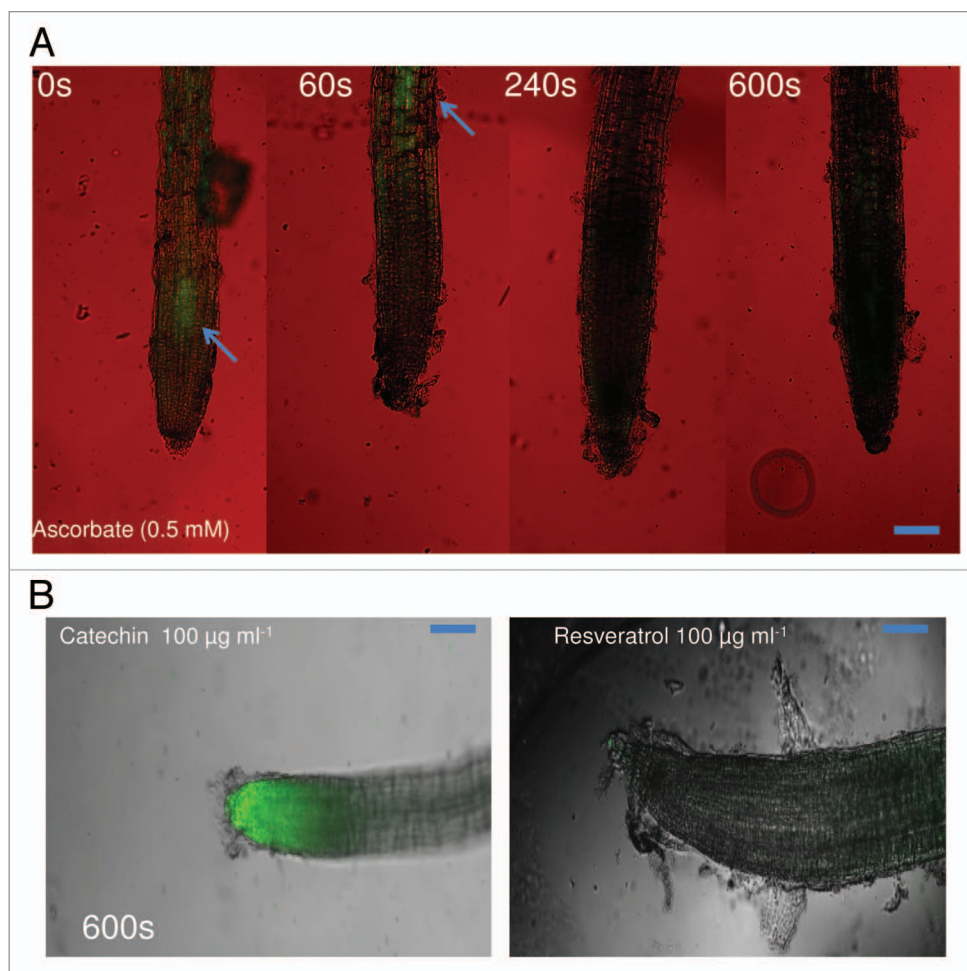 A
0s
60s
240s
600s
Ascorbate (0.5 mM)
B
Catechin 100 µg ml⁻¹
Resveratrol 100 µg ml⁻¹
600s